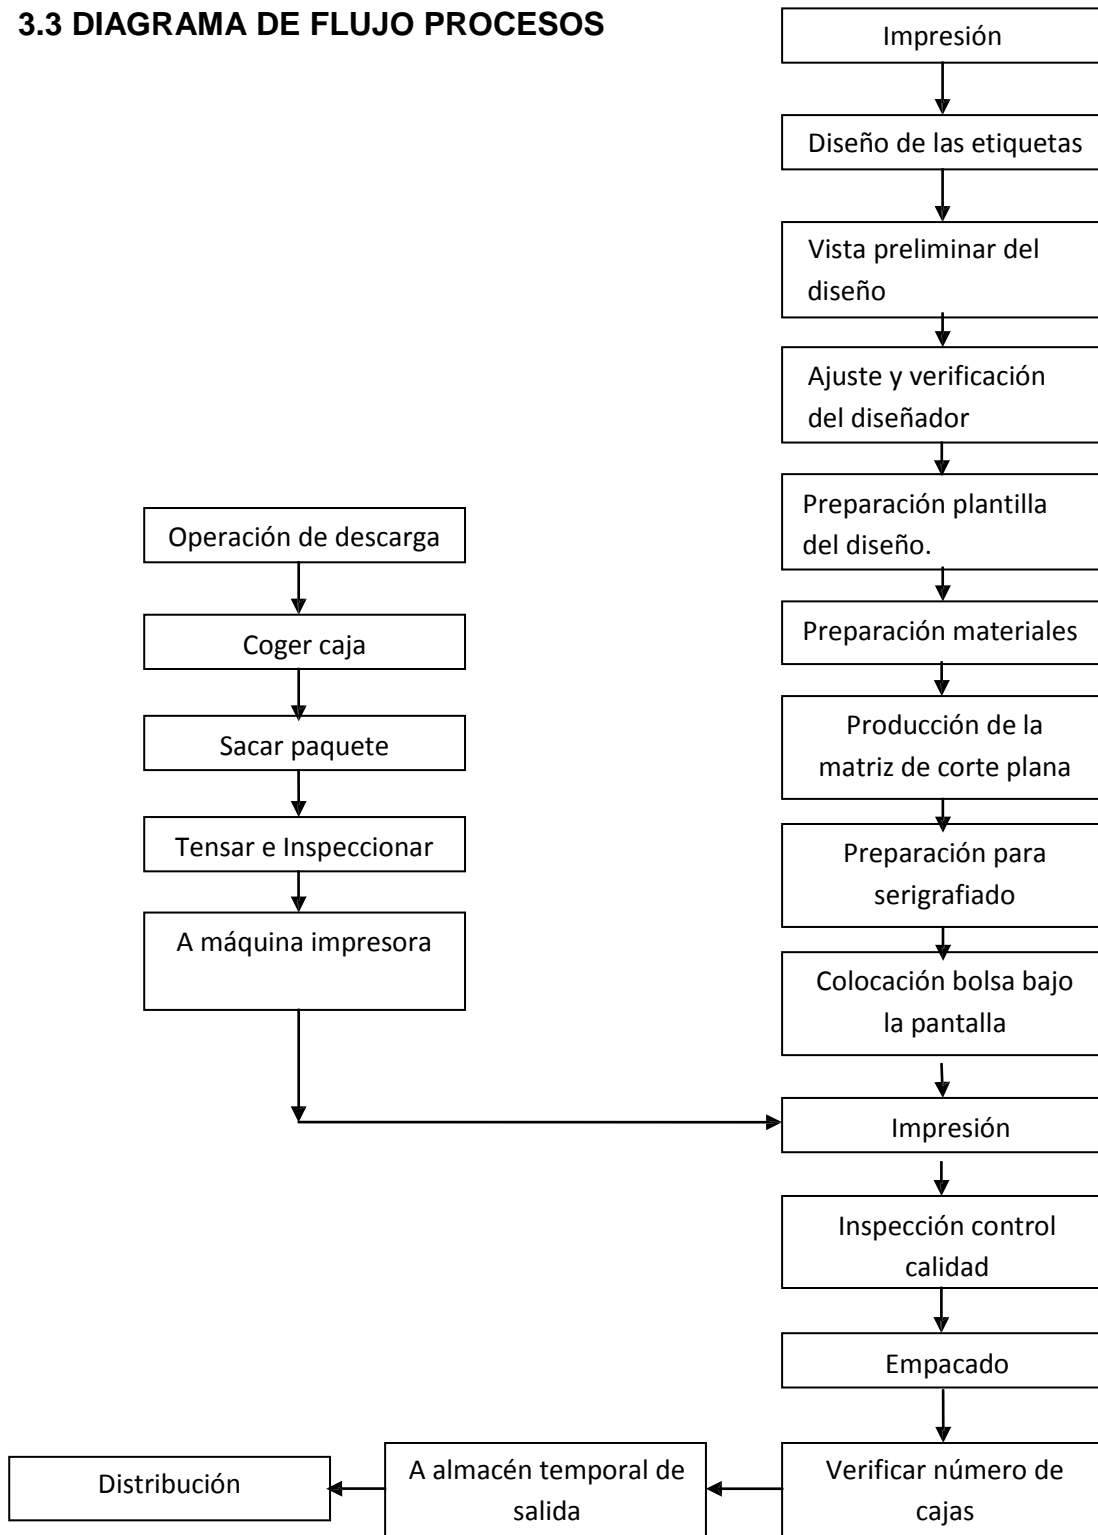 3.3 DIAGRAMA DE FLUJO PROCESOS
Impresión
Diseño de las etiquetas
Vista preliminar del
diseño
Ajuste y verificación
del diseñador
Preparación plantilla
del diseño.
Preparación materiales
Producción de la
matriz de corte plana
Preparación para
serigrafiado
Colocación bolsa bajo
la pantalla
Operación de descarga
Coger caja
Sacar paquete
Tensar e Inspeccionar
A máquina impresora
Impresión
Inspección control
calidad
Empacado
Verificar número de
cajas
A almacén temporal de
salida
Distribución